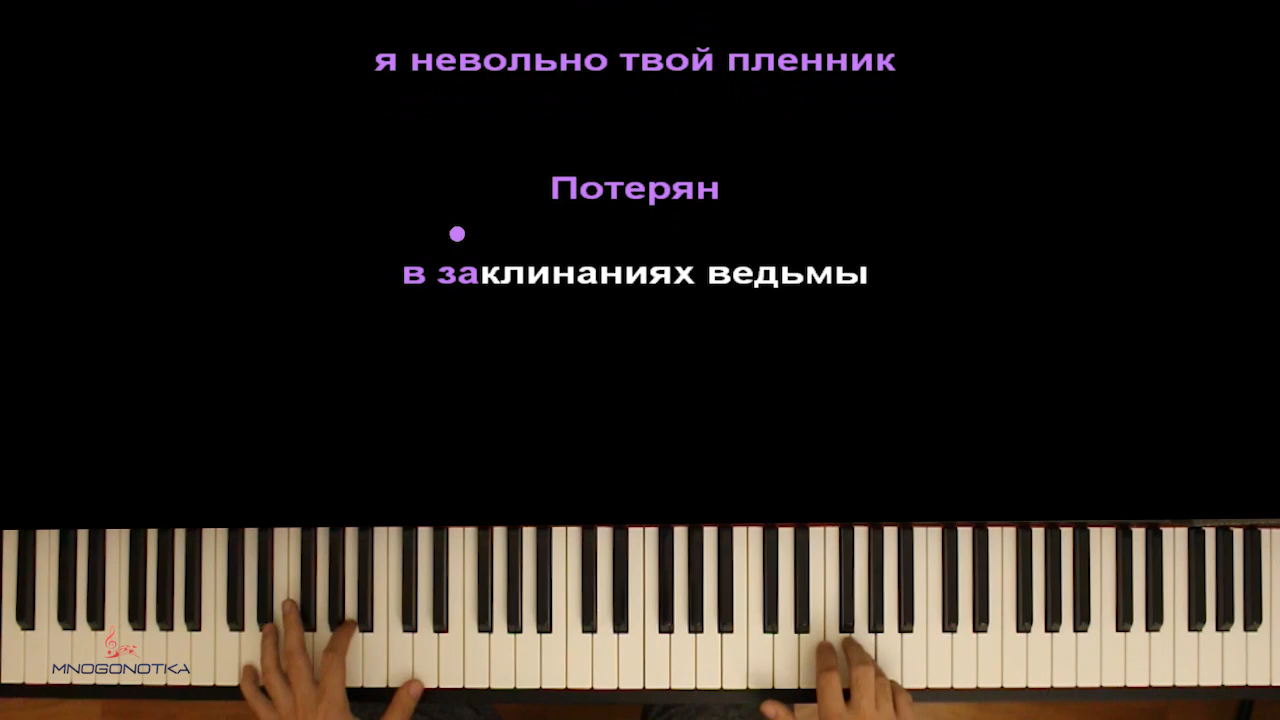 я невольно твой пленник
Потерян
в заклинаниях ведьмы
MNOGONOTKA